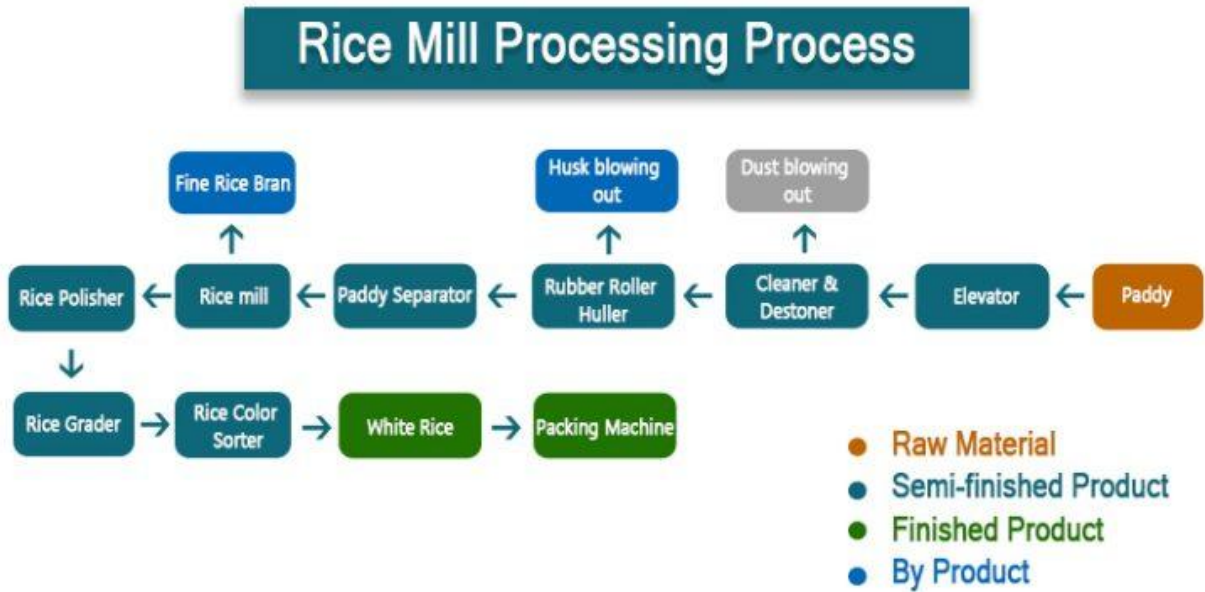 Rice Mill Processing Process
Fine Rice Bran
Husk blowing
out
Dust blowing
out
Rice Polisher
Rice mill
Paddy Separator
Rubber Roller
Huller
Cleaner &
Destoner
Elevator
Paddy
Rice Grader
Rice Color
Sorter
White Rice
Packing Machine
Raw Material
Semi-finished Product
Finished Product
By Product